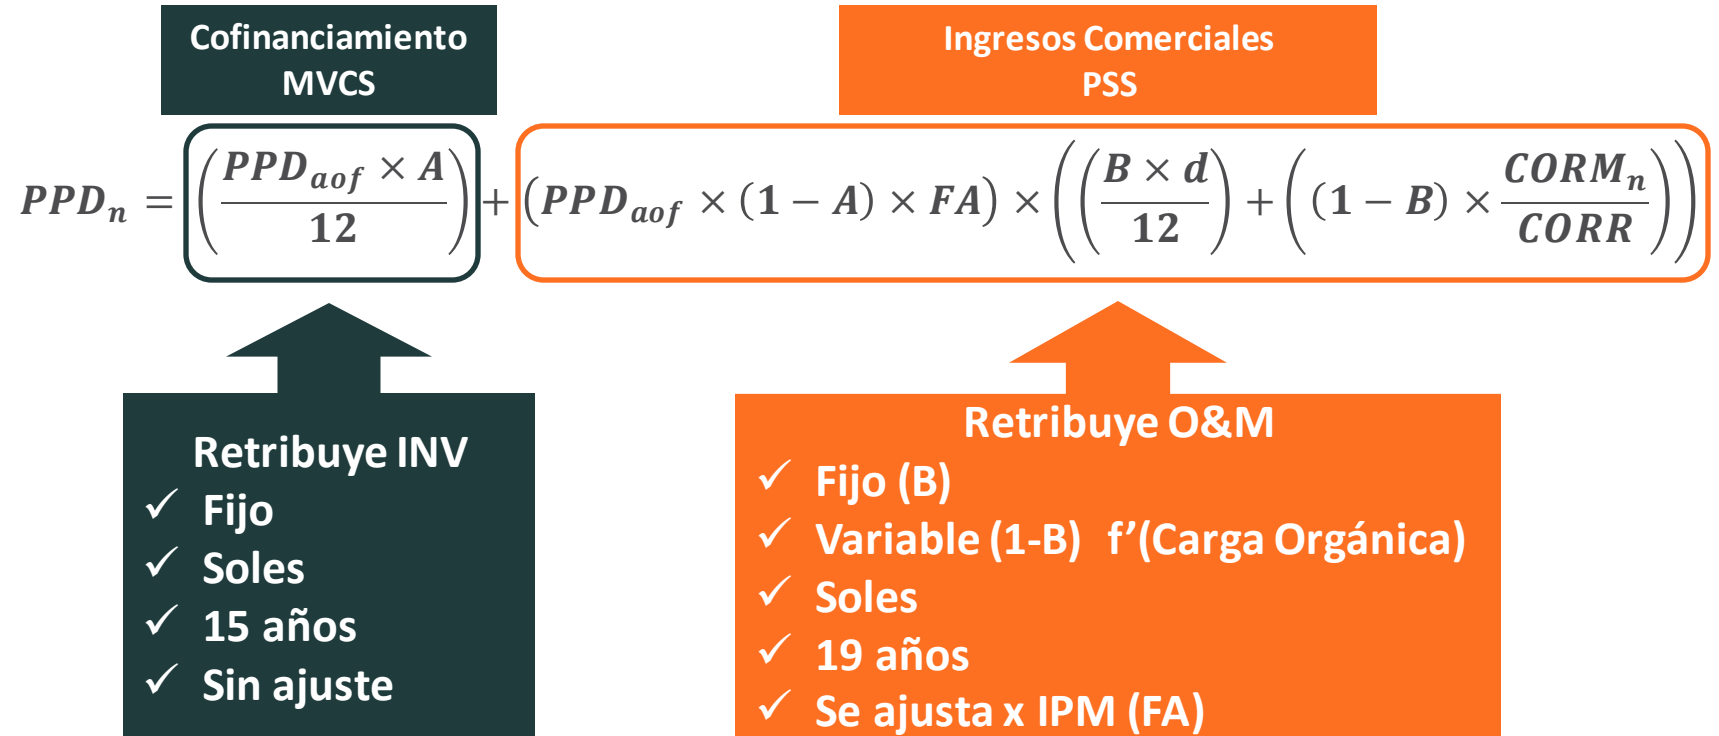 Cofinanciamiento
MVCS
Ingresos Comerciales
PSS
PPD_n = (PPD_aof × A / 12) + (PPD_aof × (1 − A) × FA) × ((B × d / 12) + ((1 − B) × CORM_n / CORR))
Retribuye INV
✓ Fijo
✓ Soles
✓ 15 años
✓ Sin ajuste
Retribuye O&M
✓ Fijo (B)
✓ Variable (1-B) f’(Carga Orgánica)
✓ Soles
✓ 19 años
✓ Se ajusta x IPM (FA)